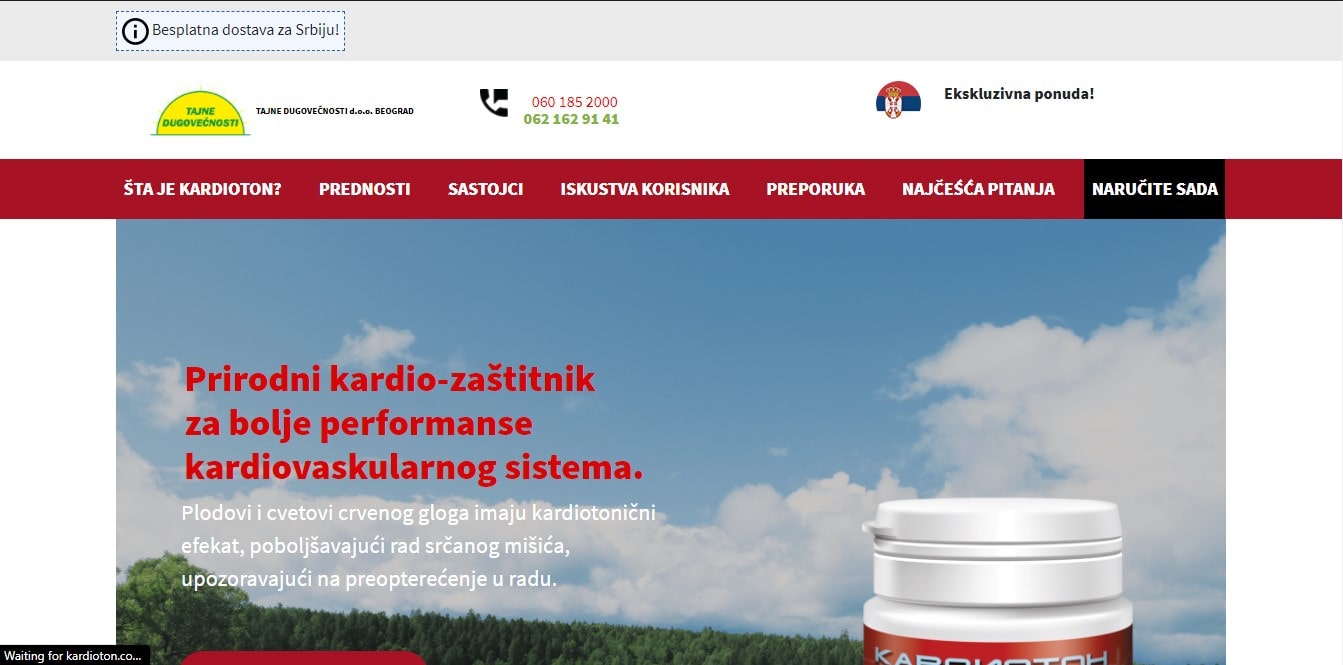 Besplatna dostava za Srbiju!
TAJNE
DUGOVEČNOSTI
TAJNE DUGOVEČNOSTI d.o.o. BEOGRAD
060 185 2000
062 162 91 41
Ekskluzivna ponuda!
ŠTA JE KARDIOTON? PREDNOSTI SASTOJCI ISKUSTVA KORISNIKA PREPORUKA NAJČEŠĆA PITANJA NARUČITE SADA
Prirodni kardio-zaštitnik
za bolje performanse
kardiovaskularnog sistema.
Plodovi i cvetovi crvenog gloga imaju kardiotonični
efekat, poboljšavajući rad srčanog mišića,
upozoravajući na preopterećenje u radu.
Waiting for kardioton.co...